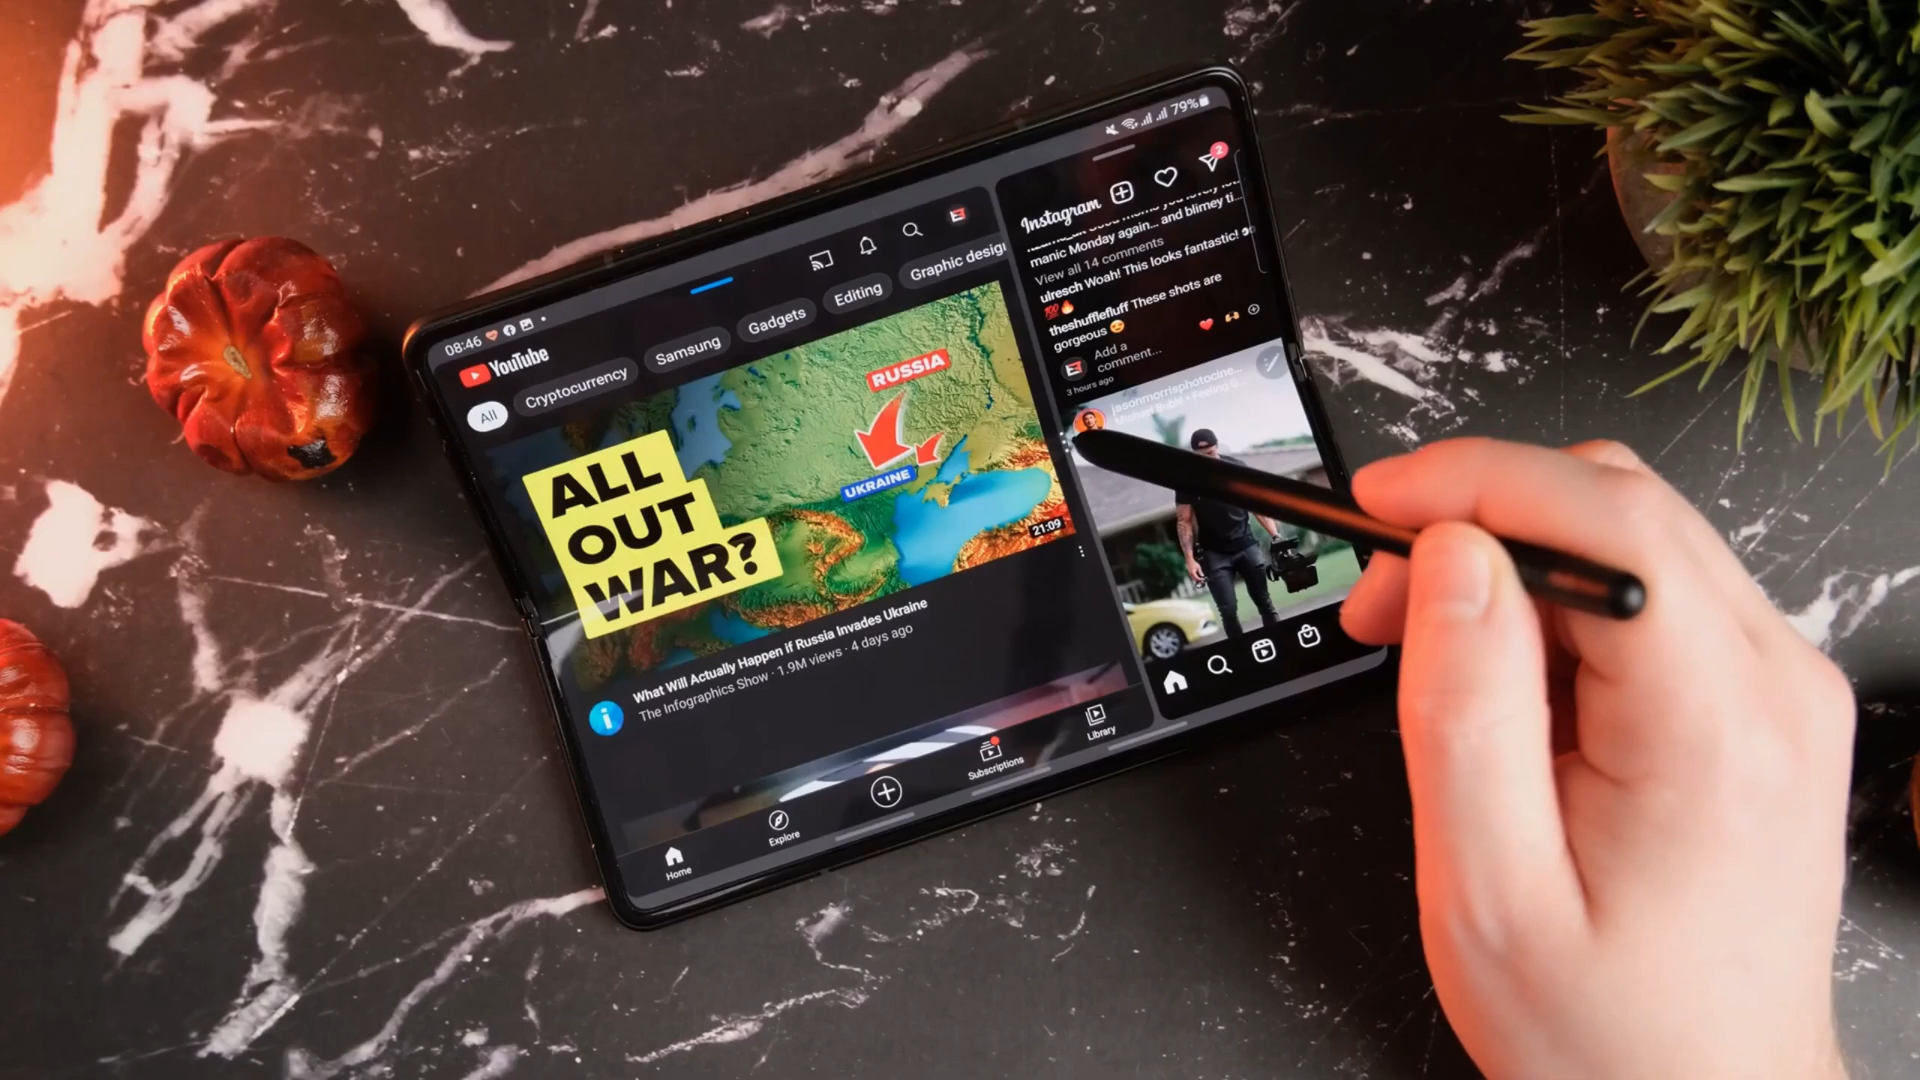 08:46
79%
YouTube
All
Cryptocurrency
Samsung
Gadgets
Editing
Graphic desig
RUSSIA
UKRAINE
ALL
OUT
WAR?
21:09
What Will Actually Happen if Russia Invades Ukraine
The Infographics Show · 1.9M views · 4 days ago
Home
Explore
Subscriptions
Library
Instagram
2
manic Monday again... and blimey ti...
View all 14 comments
ulresch Woah! This looks fantastic!
💯🔥
theshufflefluff These shots are
gorgeous 😍
Add a
comment...
3 hours ago
jasonmorrisphotocine...